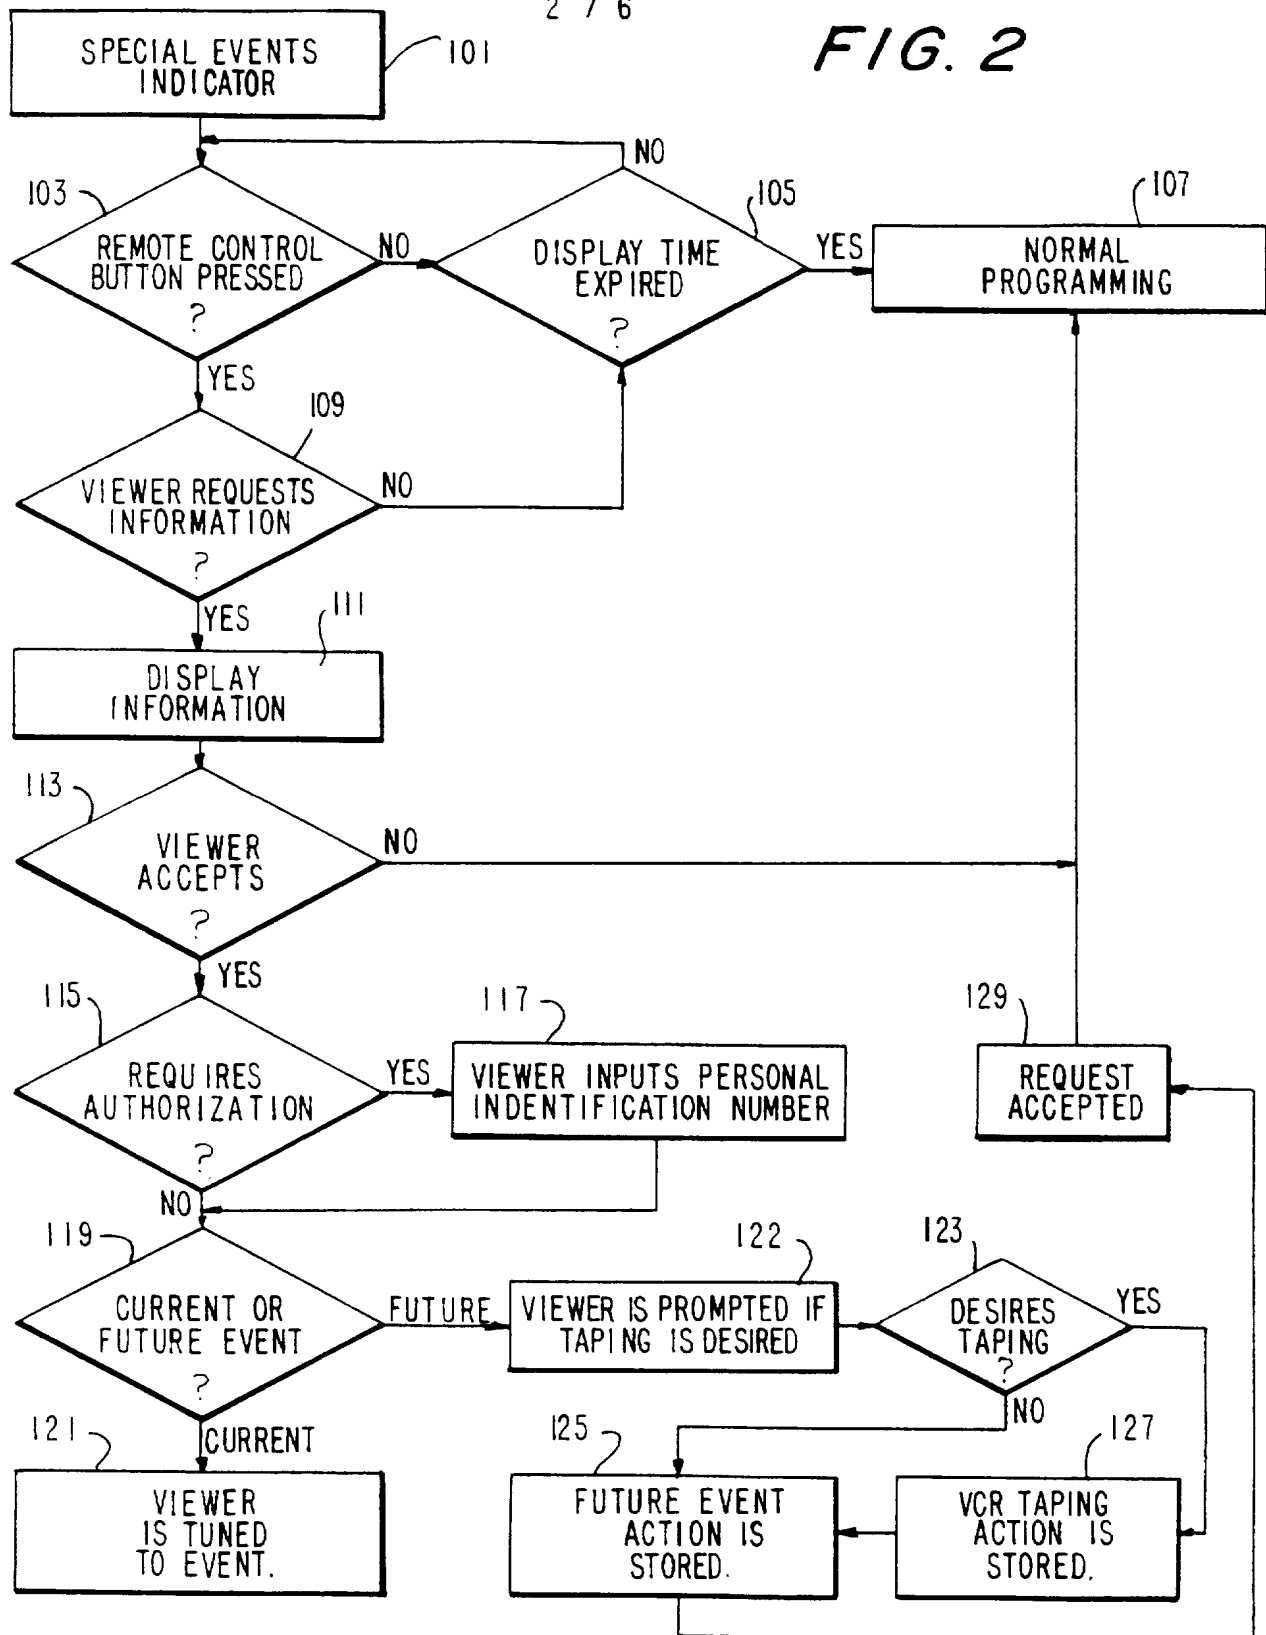 2 / 6
FIG. 2
SPECIAL EVENTS
INDICATOR
101
NO
103
REMOTE CONTROL
BUTTON PRESSED
?
NO
105
DISPLAY TIME
EXPIRED
?
YES
107
NORMAL
PROGRAMMING
YES
109
VIEWER REQUESTS
INFORMATION
?
NO
YES
111
DISPLAY
INFORMATION
113
VIEWER
ACCEPTS
?
NO
YES
115
REQUIRES
AUTHORIZATION
?
YES
117
VIEWER INPUTS PERSONAL
INDENTIFICATION NUMBER
129
REQUEST
ACCEPTED
NO
119
CURRENT OR
FUTURE EVENT
?
FUTURE
122
VIEWER IS PROMPTED IF
TAPING IS DESIRED
123
DESIRES
TAPING
?
YES
NO
CURRENT
121
VIEWER
IS TUNED
TO EVENT.
125
FUTURE EVENT
ACTION IS
STORED.
127
VCR TAPING
ACTION IS
STORED.